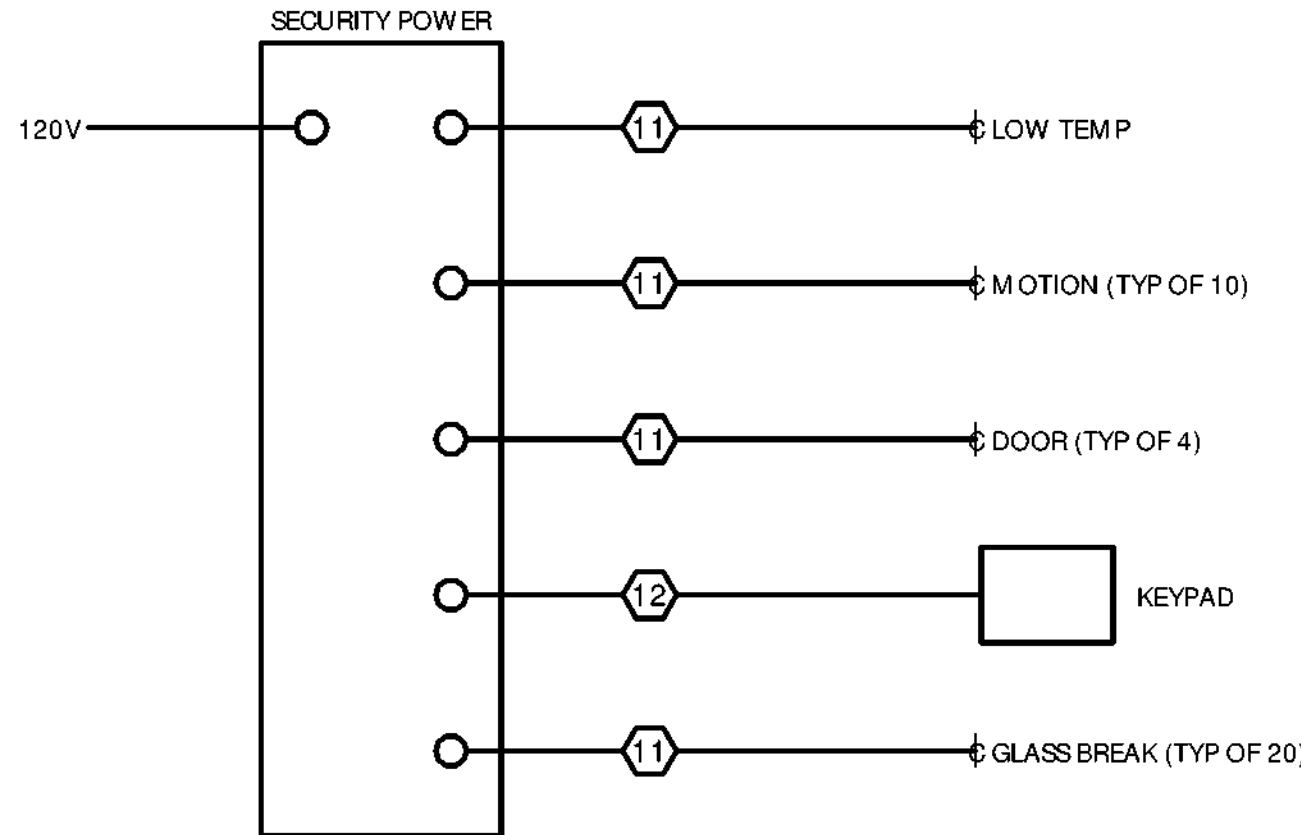 SECURITY POWER
120V
11
LOW TEMP
11
MOTION (TYP OF 10)
11
DOOR (TYP OF 4)
12
KEYPAD
11
GLASS BREAK (TYP OF 20)